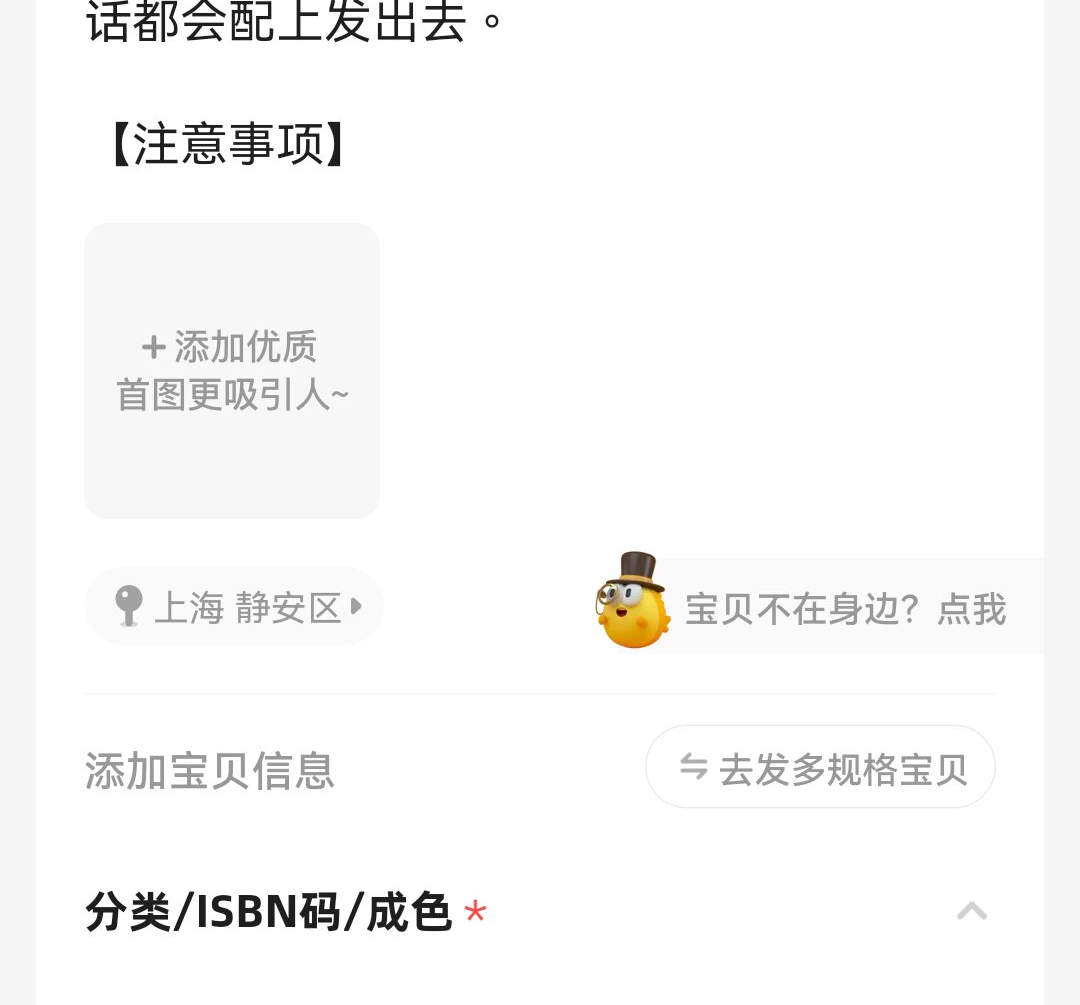 话都会配上发出去。
【注意事项】
+ 添加优质
首图更吸引人~
上海 静安区
宝贝不在身边？点我
添加宝贝信息
去发多规格宝贝
分类/ISBN码/成色 *